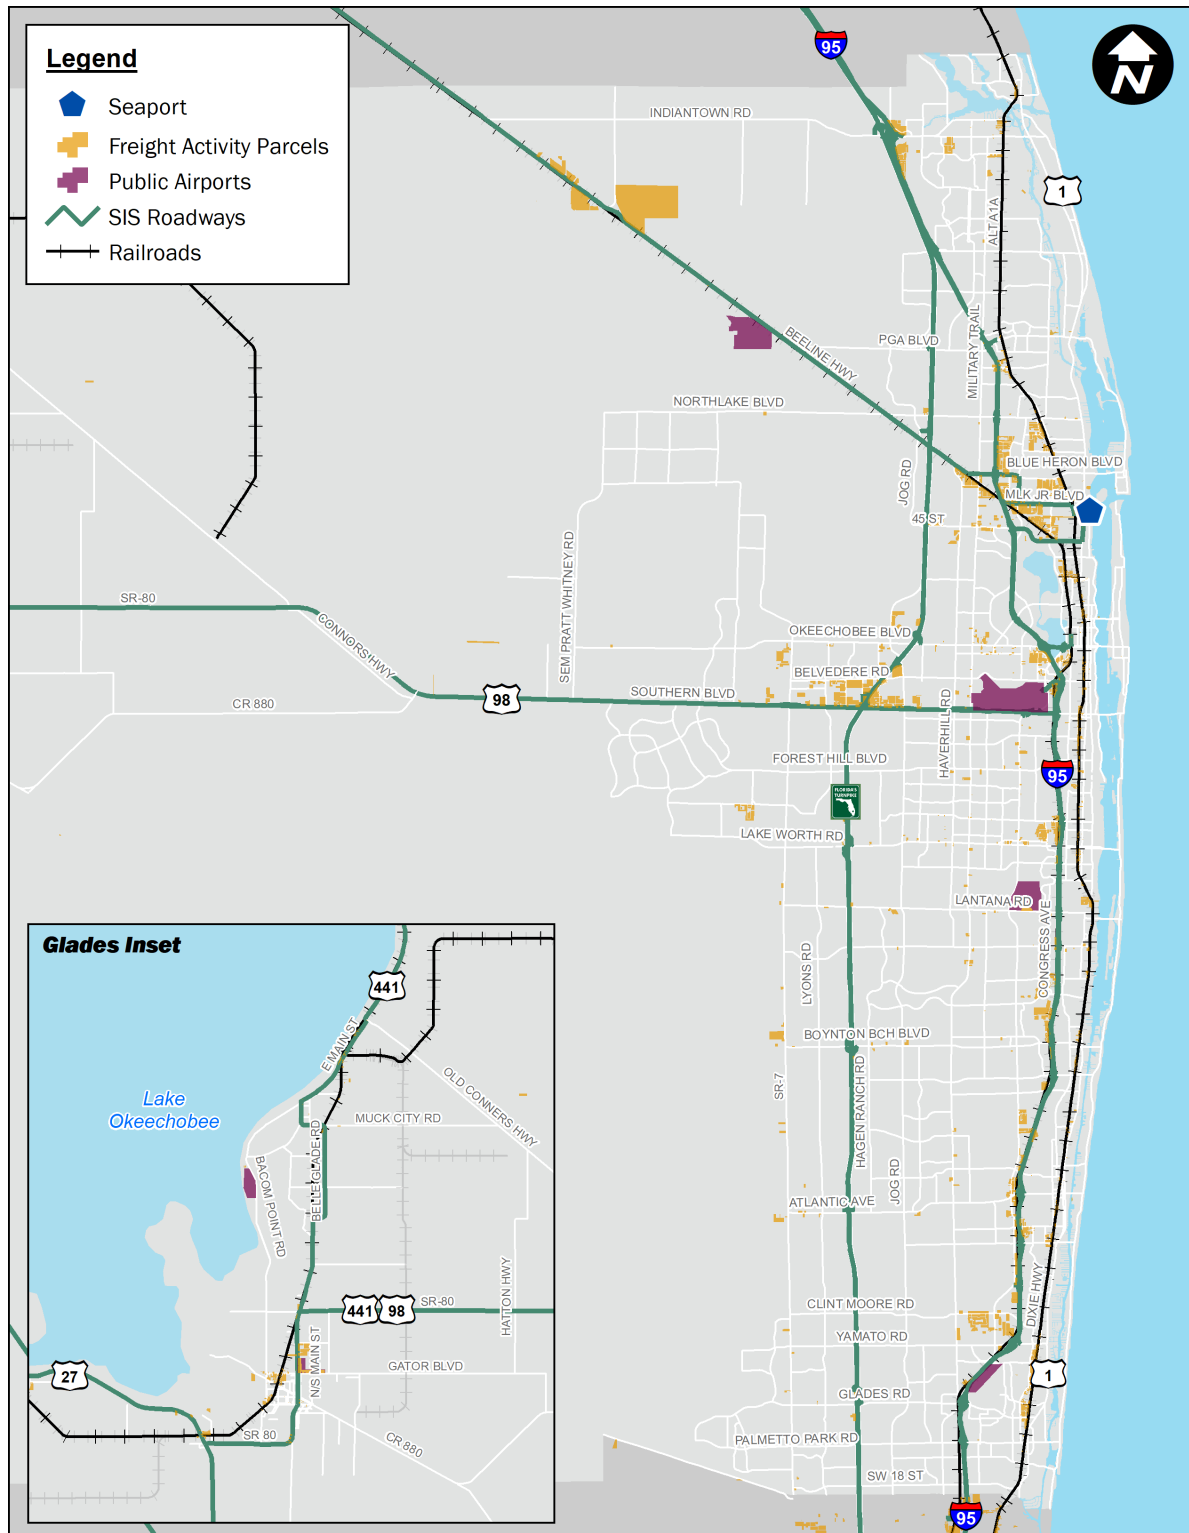 Legend
Seaport
Freight Activity Parcels
Public Airports
SIS Roadways
Railroads
95
N
INDIANTOWN RD
1
ALT A1A
MILITARY TRAIL
PGA BLVD
BEELINE HWY
NORTHLAKE BLVD
BLUE HERON BLVD
JOG RD
MLK JR BLVD
45 ST
SEM PRATT WHITNEY RD
SR-80
CONNORS HWY
OKEECHOBEE BLVD
BELVEDERE RD
98
SOUTHERN BLVD
CR 880
HAVERHILL RD
FOREST HILL BLVD
95
FLORIDA'S
TURNPIKE
LAKE WORTH RD
LANTANA RD
CONGRESS AVE
LYONS RD
BOYNTON BCH BLVD
SR-7
HAGEN RANCH RD
JOG RD
ATLANTIC AVE
DIXIE HWY
CLINT MOORE RD
YAMATO RD
1
GLADES RD
PALMETTO PARK RD
SW 18 ST
95
Glades Inset
441
E MAIN ST
OLD CONNERS HWY
Lake
Okeechobee
MUCK CITY RD
BELLE GLADE RD
BACOM POINT RD
HATTON HWY
441
98
SR-80
N/S MAIN ST
GATOR BLVD
27
SR 80
CR 880